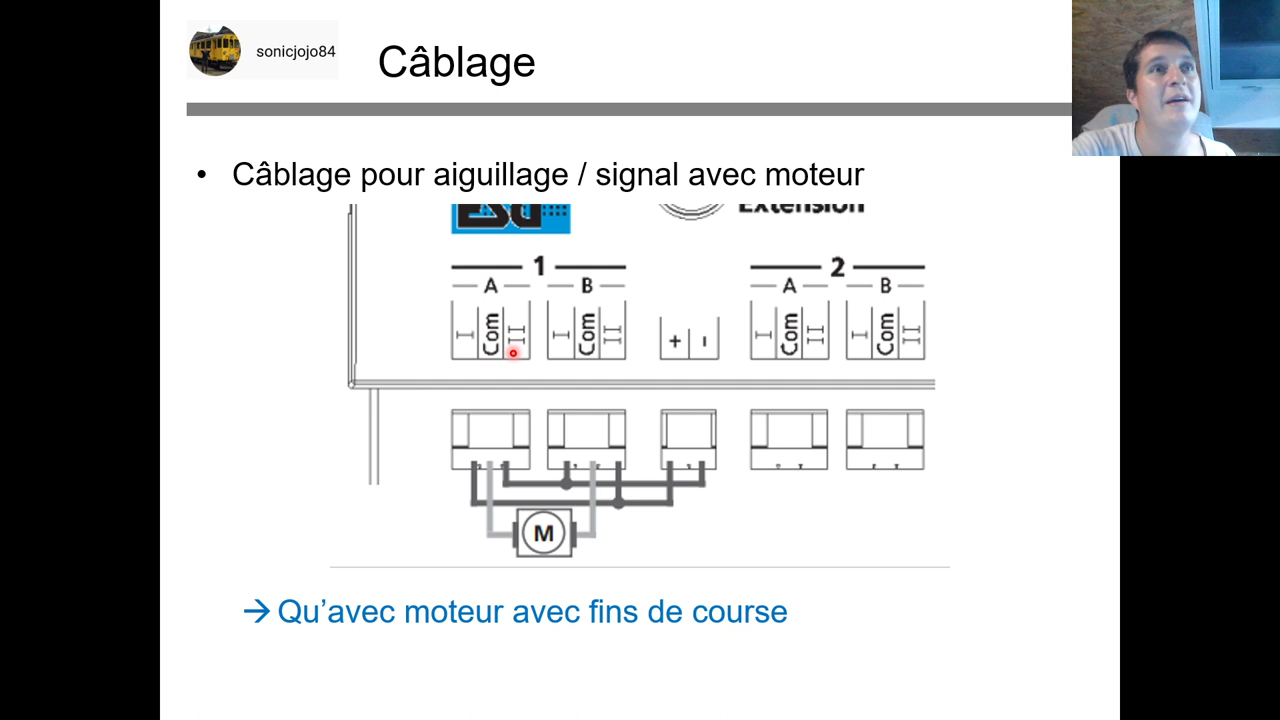 sonicjojo84
Câblage
• Câblage pour aiguillage / signal avec moteur
ESU Extension
1 2
A B A B
I Com II I Com II + - I Com II I Com II
M
→ Qu’avec moteur avec fins de course